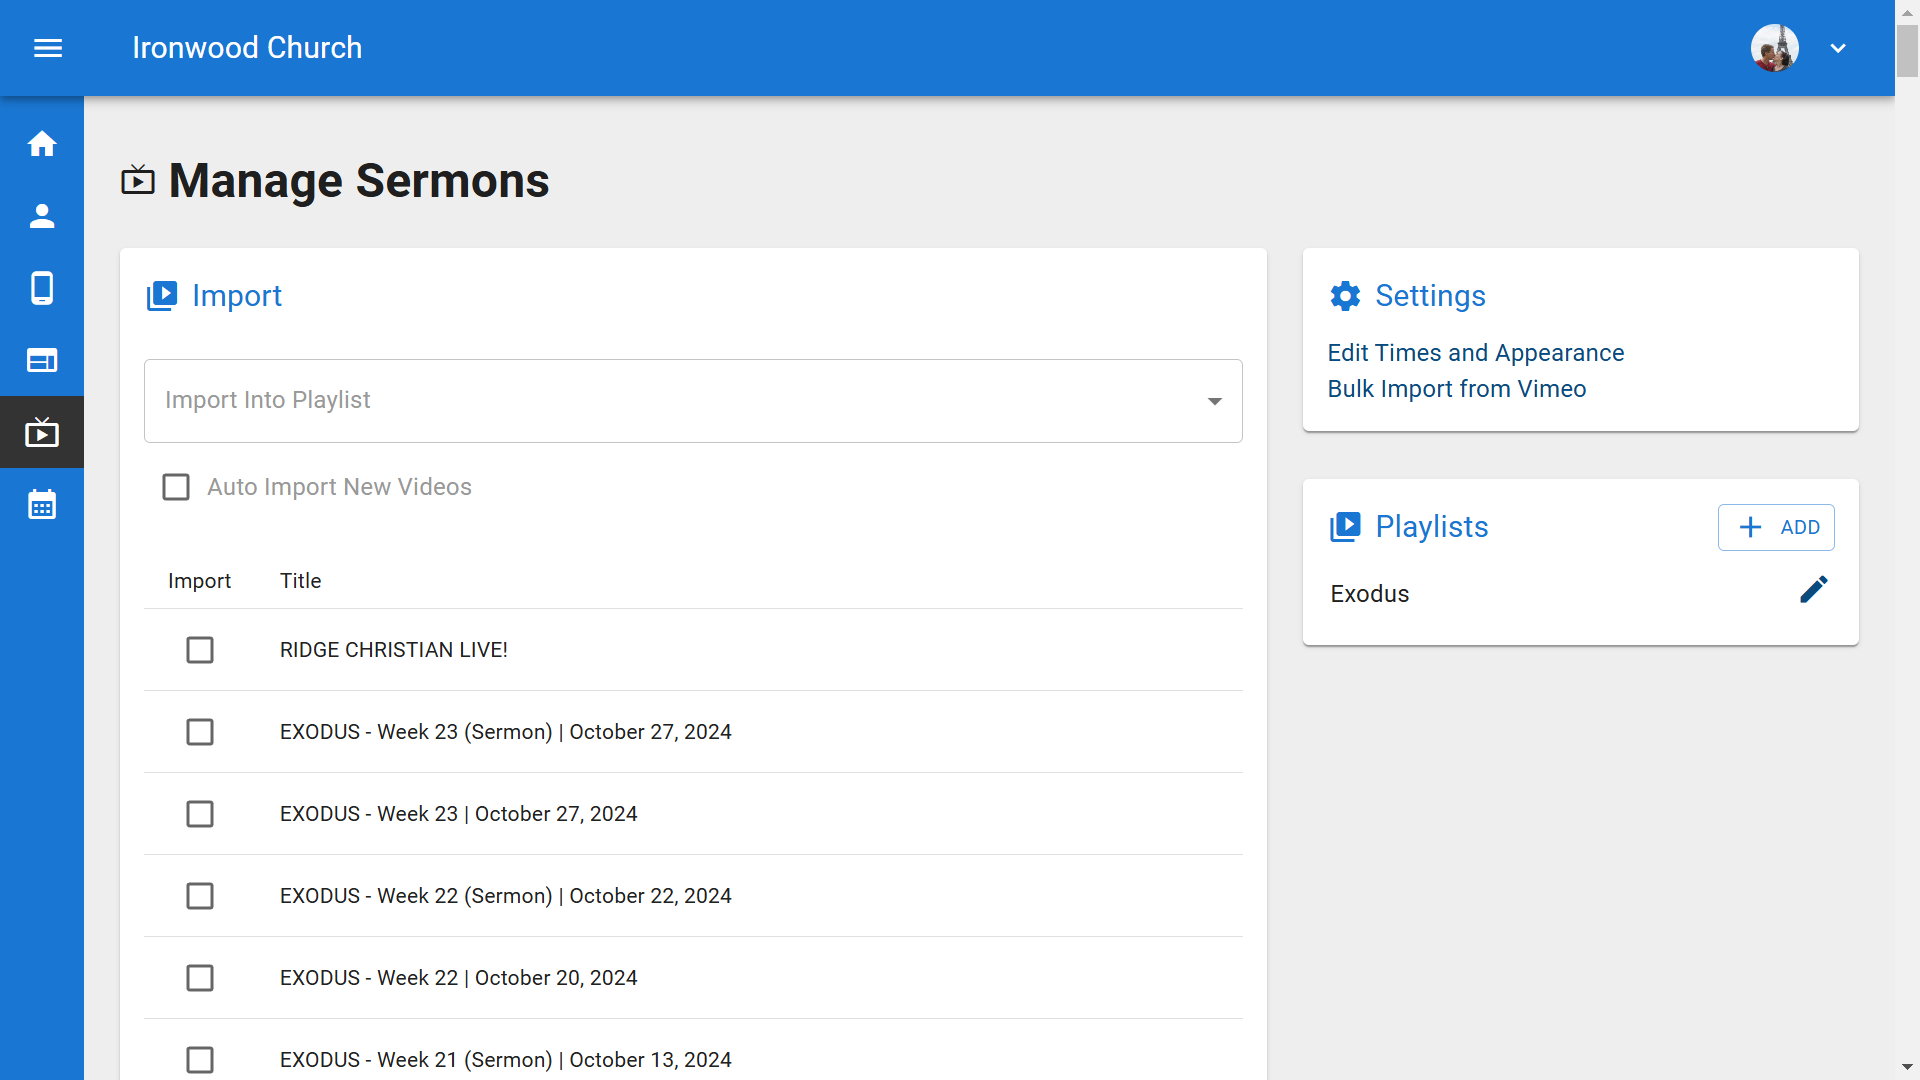 Ironwood Church
Manage Sermons
Import
Import Into Playlist
Auto Import New Videos
Import Title
RIDGE CHRISTIAN LIVE!
EXODUS - Week 23 (Sermon) | October 27, 2024
EXODUS - Week 23 | October 27, 2024
EXODUS - Week 22 (Sermon) | October 22, 2024
EXODUS - Week 22 | October 20, 2024
EXODUS - Week 21 (Sermon) | October 13, 2024
Settings
Edit Times and Appearance
Bulk Import from Vimeo
Playlists
ADD
Exodus